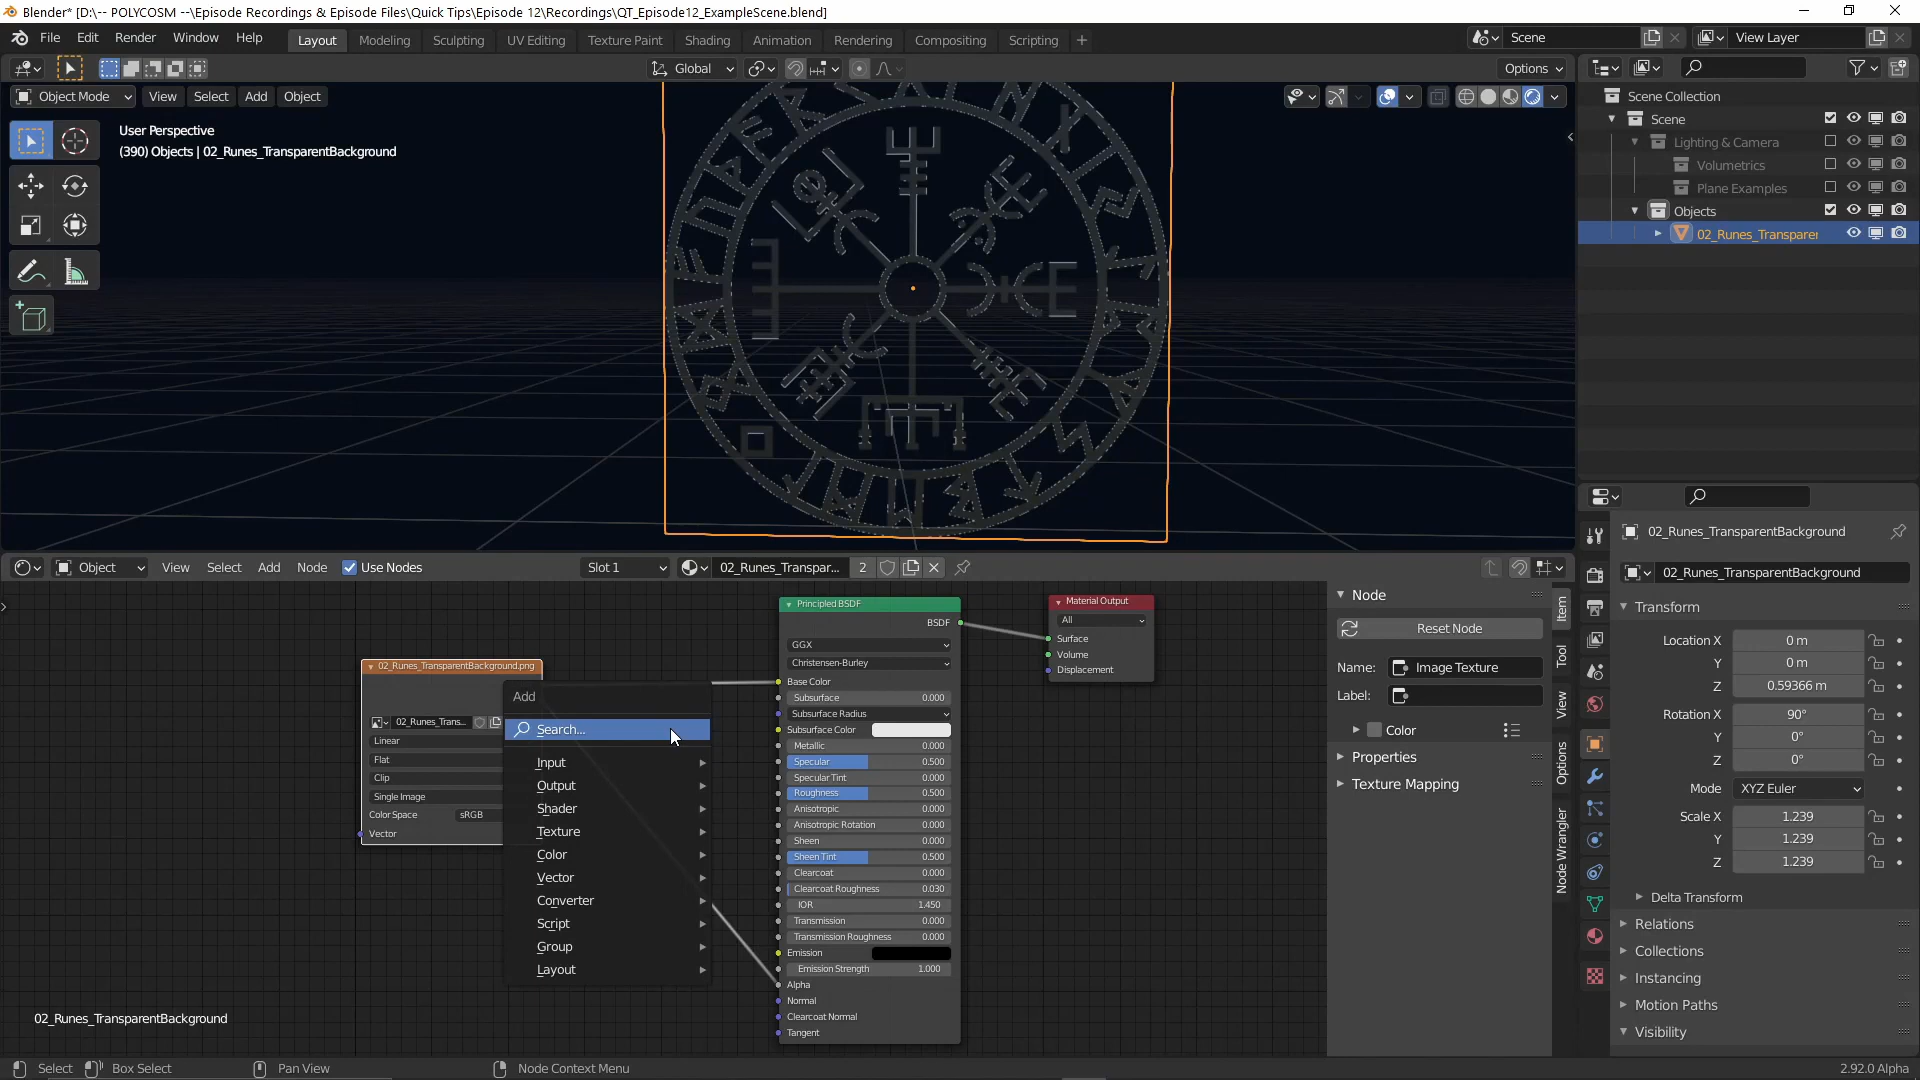 Blender* [D:\-- POLYCOSM --\Episode Recordings & Episode Files\Quick Tips\Episode 12\Recordings\QT_Episode12_ExampleScene.blend]
File Edit Render Window Help Layout Modeling Sculpting UV Editing Texture Paint Shading Animation Rendering Compositing Scripting + Scene View Layer
Global Options
Object Mode View Select Add Object
User Perspective
(390) Objects | 02_Runes_TransparentBackground
Scene Collection
Scene
Lighting & Camera
Volumetrics
Plane Examples
Objects
02_Runes_Transparer
Object View Select Add Node Use Nodes Slot 1 02_Runes_Transpar... 2
02_Runes_TransparentBackground.png
02_Runes_Trans...
Linear
Flat
Clip
Single Image
Color Space sRGB
Vector
Add
Search...
Input
Output
Shader
Texture
Color
Vector
Converter
Script
Group
Layout
Principled BSDF
BSDF
GGX
Christensen-Burley
Base Color
Subsurface 0.000
Subsurface Radius
Subsurface Color
Metallic 0.000
Specular 0.500
Specular Tint 0.000
Roughness 0.500
Anisotropic 0.000
Anisotropic Rotation 0.000
Sheen 0.000
Sheen Tint 0.500
Clearcoat 0.000
Clearcoat Roughness 0.030
IOR 1.450
Transmission 0.000
Transmission Roughness 0.000
Emission
Emission Strength 1.000
Alpha
Normal
Clearcoat Normal
Tangent
Material Output
All
Surface
Volume
Displacement
Node
Reset Node
Name: Image Texture
Label:
Color
Properties
Texture Mapping
Item
Tool
View
Options
Node Wrangler
02_Runes_TransparentBackground
02_Runes_TransparentBackground
Transform
Location X 0 m
Y 0 m
Z 0.59366 m
Rotation X 90°
Y 0°
Z 0°
Mode XYZ Euler
Scale X 1.239
Y 1.239
Z 1.239
Delta Transform
Relations
Collections
Instancing
Motion Paths
Visibility
02_Runes_TransparentBackground
Select Box Select Pan View Node Context Menu 2.92.0 Alpha